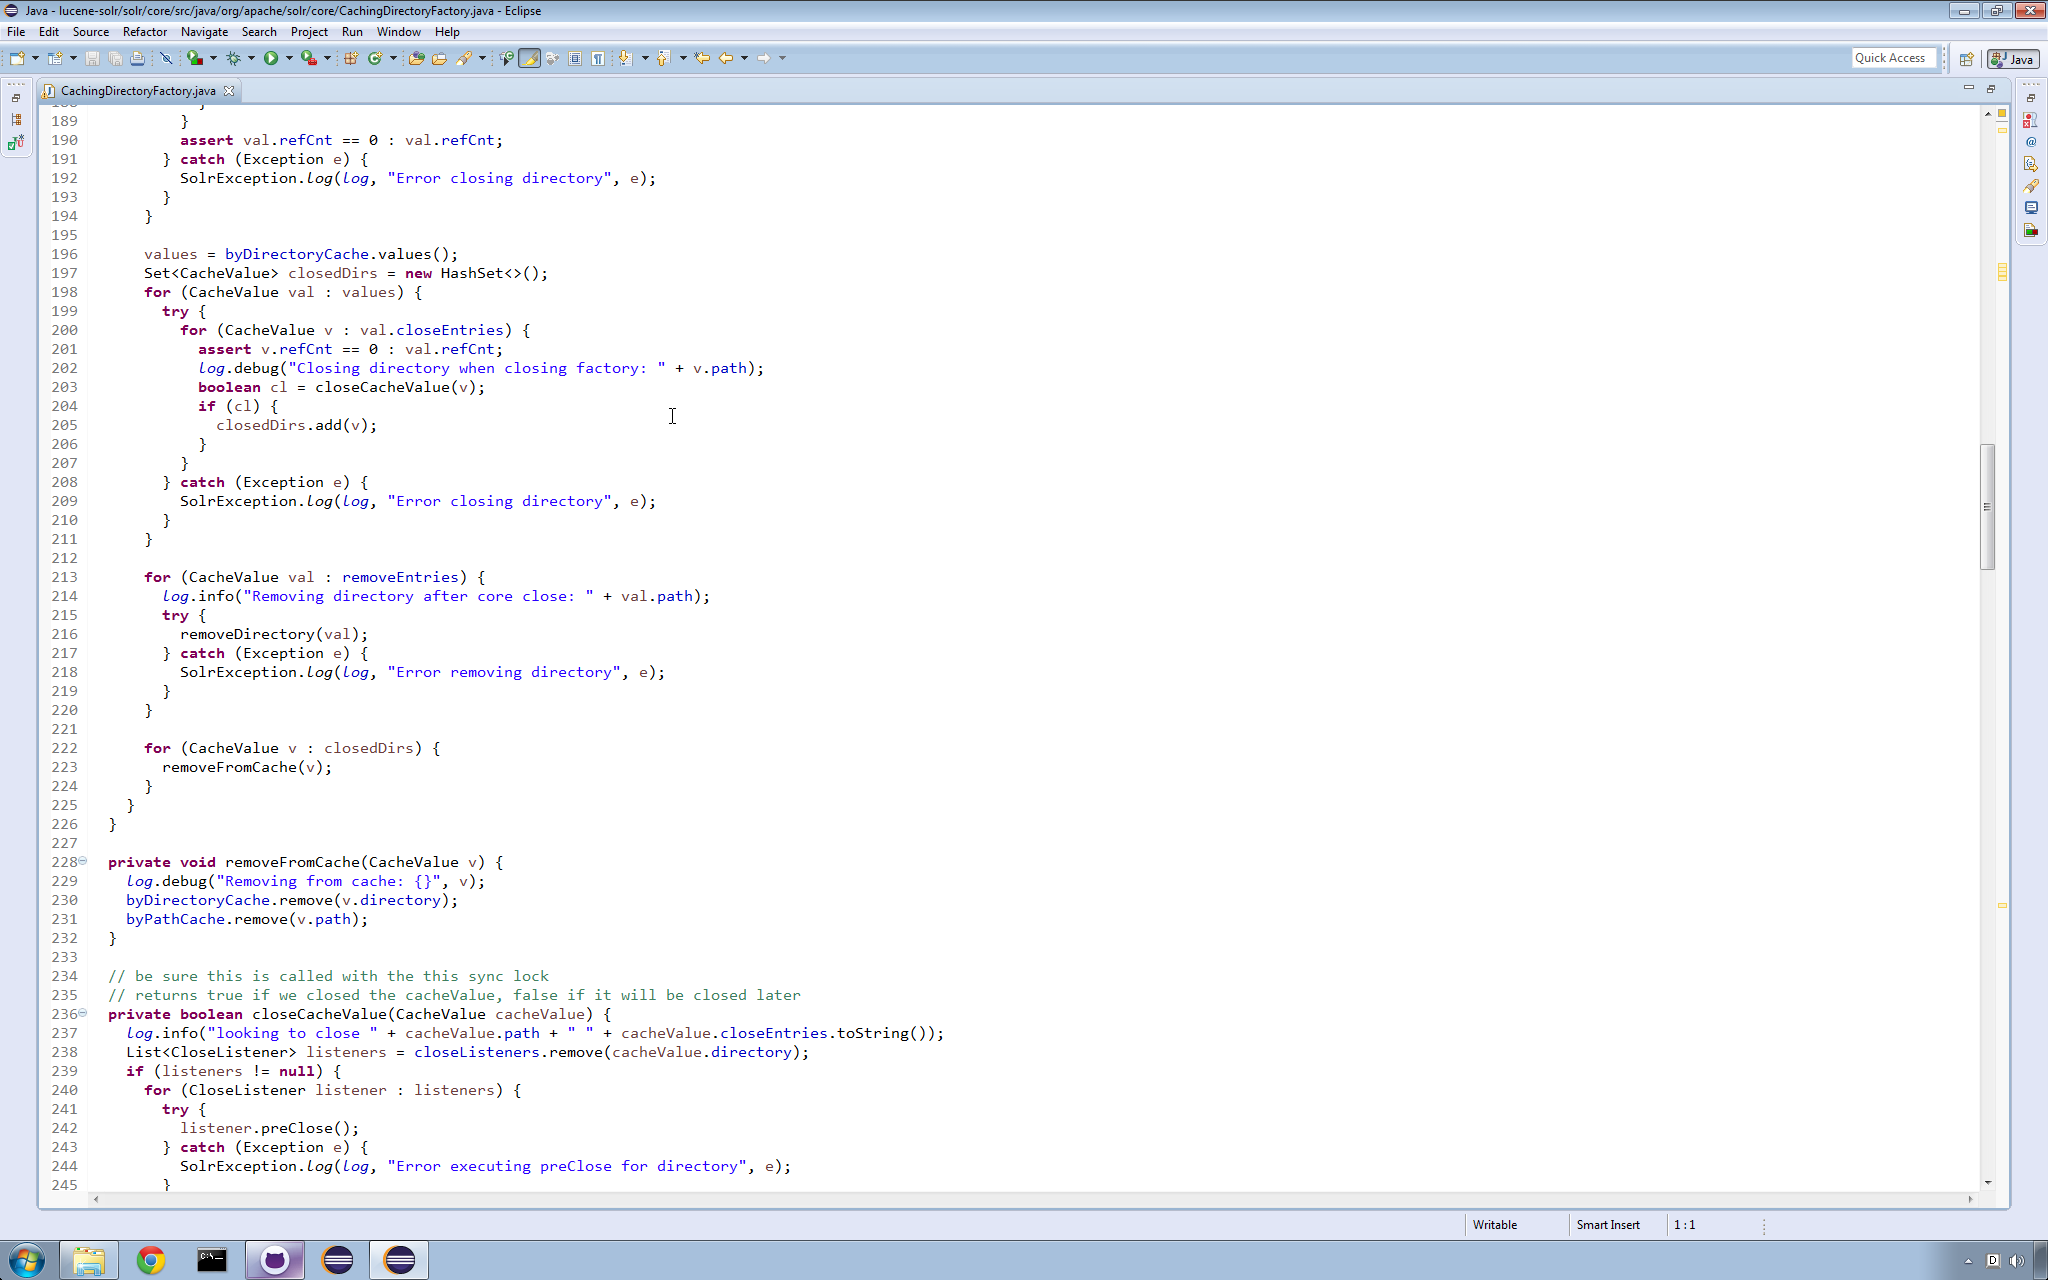 Java - lucene-solr/solr/core/src/java/org/apache/solr/core/CachingDirectoryFactory.java - Eclipse
File Edit Source Refactor Navigate Search Project Run Window Help
Quick Access
Java
CachingDirectoryFactory.java
189         }
190         assert val.refCnt == 0 : val.refCnt;
191       } catch (Exception e) {
192         SolrException.log(log, "Error closing directory", e);
193       }
194     }
195
196     values = byDirectoryCache.values();
197     Set<CacheValue> closedDirs = new HashSet<>();
198     for (CacheValue val : values) {
199       try {
200         for (CacheValue v : val.closeEntries) {
201           assert v.refCnt == 0 : val.refCnt;
202           log.debug("Closing directory when closing factory: " + v.path);
203           boolean cl = closeCacheValue(v);
204           if (cl) {
205             closedDirs.add(v);
206           }
207         }
208       } catch (Exception e) {
209         SolrException.log(log, "Error closing directory", e);
210       }
211     }
212
213     for (CacheValue val : removeEntries) {
214       log.info("Removing directory after core close: " + val.path);
215       try {
216         removeDirectory(val);
217       } catch (Exception e) {
218         SolrException.log(log, "Error removing directory", e);
219       }
220     }
221
222     for (CacheValue v : closedDirs) {
223       removeFromCache(v);
224     }
225   }
226 }
227
228 private void removeFromCache(CacheValue v) {
229   log.debug("Removing from cache: {}", v);
230   byDirectoryCache.remove(v.directory);
231   byPathCache.remove(v.path);
232 }
233
234 // be sure this is called with the this sync lock
235 // returns true if we closed the cacheValue, false if it will be closed later
236 private boolean closeCacheValue(CacheValue cacheValue) {
237   log.info("looking to close " + cacheValue.path + " " + cacheValue.closeEntries.toString());
238   List<CloseListener> listeners = closeListeners.remove(cacheValue.directory);
239   if (listeners != null) {
240     for (CloseListener listener : listeners) {
241       try {
242         listener.preClose();
243       } catch (Exception e) {
244         SolrException.log(log, "Error executing preClose for directory", e);
245       }
Writable Smart Insert 1 : 1
D